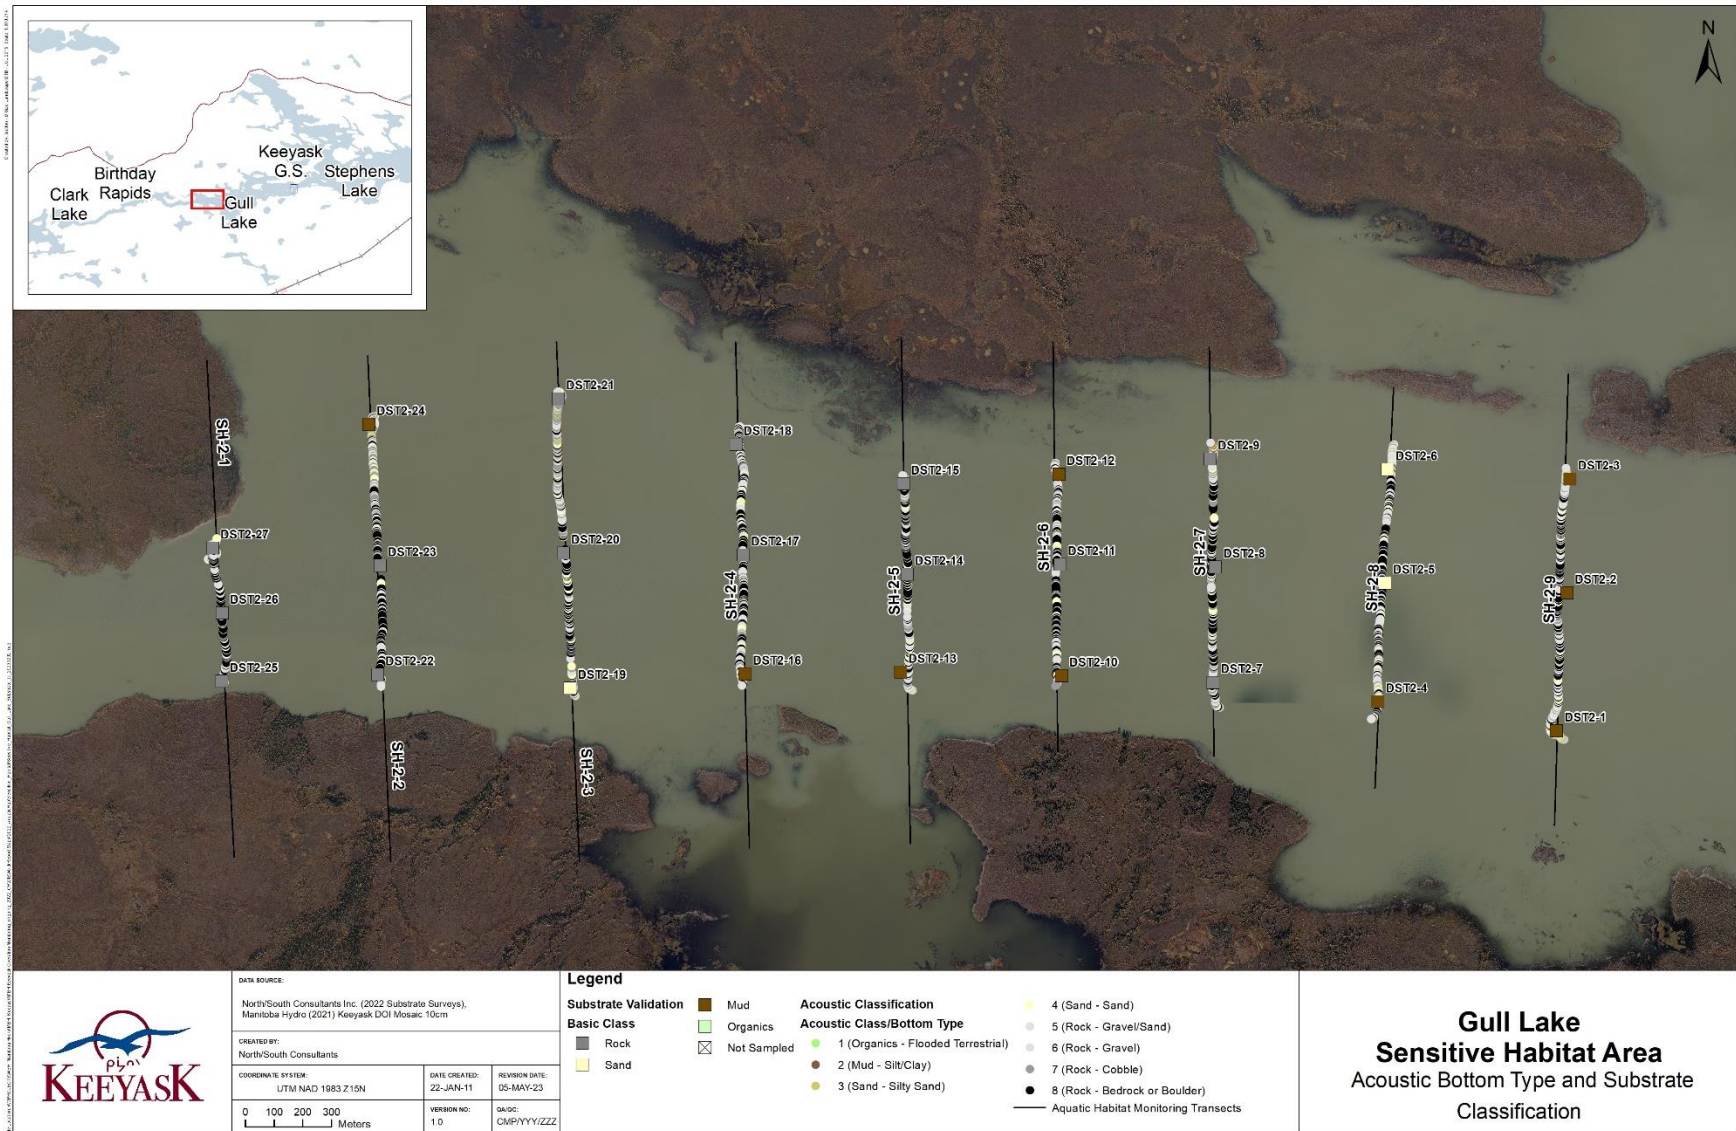 N
Keeyask
G.S.
Stephens
Lake
Birthday
Rapids
Clark
Lake
Gull
Lake
DST2-21
DST2-24
SH-2-1
DST2-18
DST2-9
DST2-6
DST2-12
DST2-15
DST2-3
DST2-27
DST2-23
DST2-20
DST2-17
SH-2-6
DST2-11
SH-2-7
DST2-8
DST2-14
DST2-5
SH-2-8
DST2-2
SH-2-9
SH-2-4
SH-2-5
DST2-26
DST2-25
DST2-22
DST2-19
DST2-16
DST2-13
DST2-10
DST2-7
DST2-4
DST2-1
SH-2-2
SH-2-3
KEEYASK
DATA SOURCE:
North/South Consultants Inc. (2022 Substrate Surveys),
Manitoba Hydro (2021) Keeyask DOI Mosaic 10cm
CREATED BY:
North/South Consultants
COORDINATE SYSTEM:
UTM NAD 1983 Z15N
DATE CREATED:
22-JAN-11
REVISION DATE:
05-MAY-23
0 100 200 300
Meters
VERSION NO:
1.0
QA/QC:
CMP/YYY/ZZZ
Legend
Substrate Validation
Basic Class
Rock
Sand
Mud
Organics
Not Sampled
Acoustic Classification
Acoustic Class/Bottom Type
1 (Organics - Flooded Terrestrial)
2 (Mud - Silt/Clay)
3 (Sand - Silty Sand)
4 (Sand - Sand)
5 (Rock - Gravel/Sand)
6 (Rock - Gravel)
7 (Rock - Cobble)
8 (Rock - Bedrock or Boulder)
Aquatic Habitat Monitoring Transects
Gull Lake
Sensitive Habitat Area
Acoustic Bottom Type and Substrate
Classification